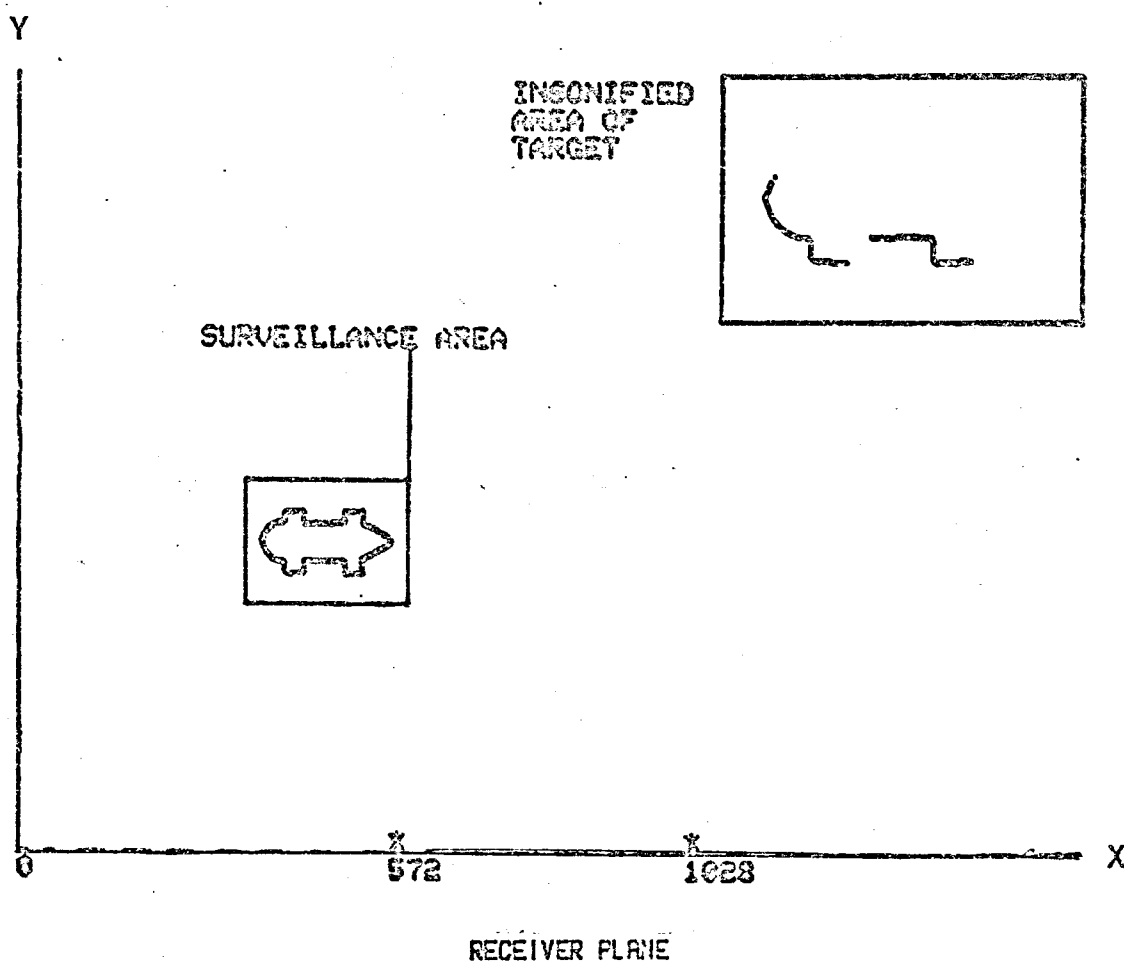 Y
INSONIFIED
AREA OF
TARGET
SURVEILLANCE AREA
0
572
1028
X
RECEIVER PLANE